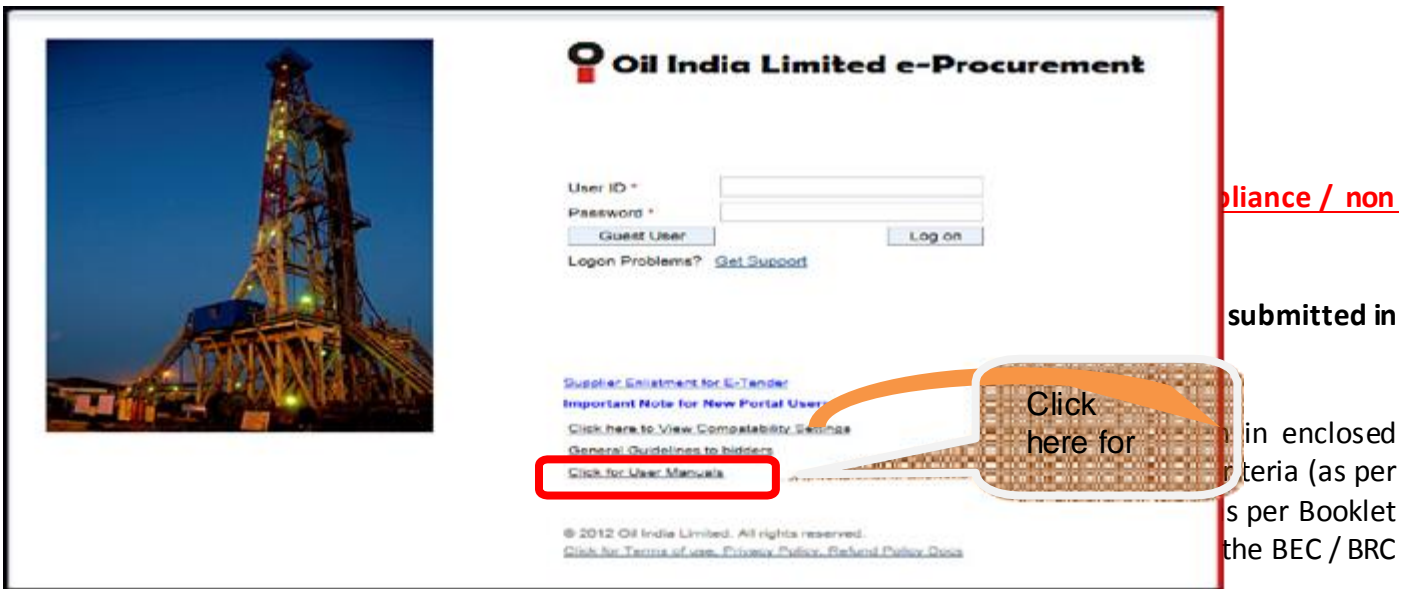 Oil India Limited e-Procurement
User ID *
Password *
Guest User Log on
Logon Problems? Get Support
pliance / non
submitted in
Supplier Enlistment for E-Tender
Important Note for New Portal User
Click here to View Compatability Settings
General Guidelines to bidders
Click for User Manuals
Click
here for
in enclosed
riteria (as per
s per Booklet
the BEC / BRC
© 2012 Oil India Limited. All rights reserved.
Click for Terms of use, Privacy Policy, Refund Policy Docs